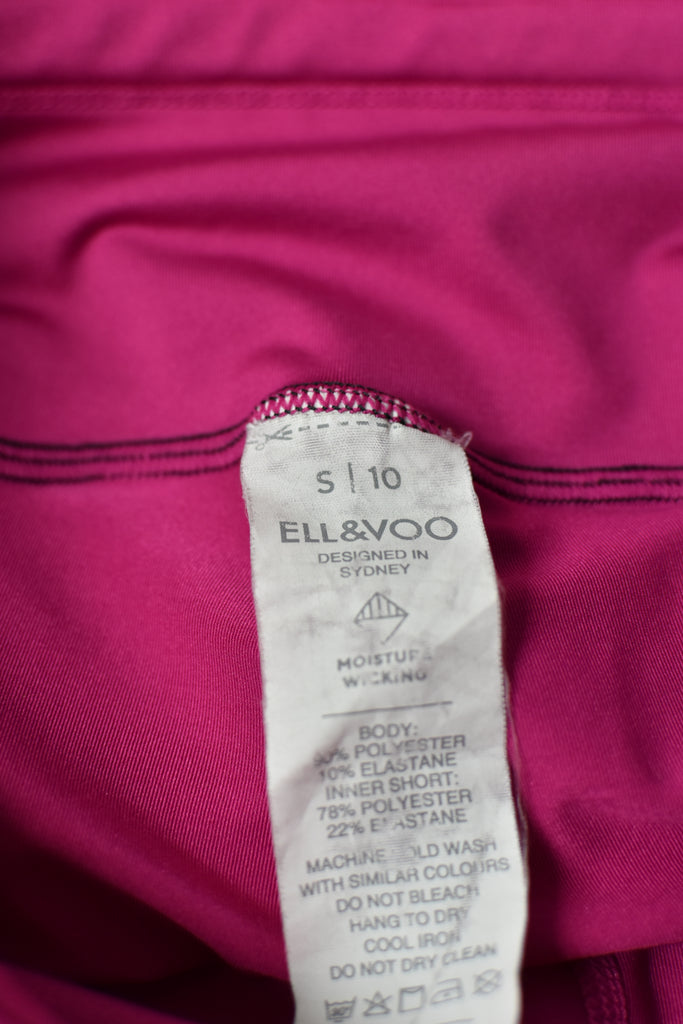 S | 10
ELL&VOO
DESIGNED IN
SYDNEY
MOISTURE
WICKING
BODY:
90% POLYESTER
10% ELASTANE
INNER SHORT:
78% POLYESTER
22% ELASTANE
MACHINE COLD WASH
WITH SIMILAR COLOURS
DO NOT BLEACH
HANG TO DRY
COOL IRON
DO NOT DRY CLEAN